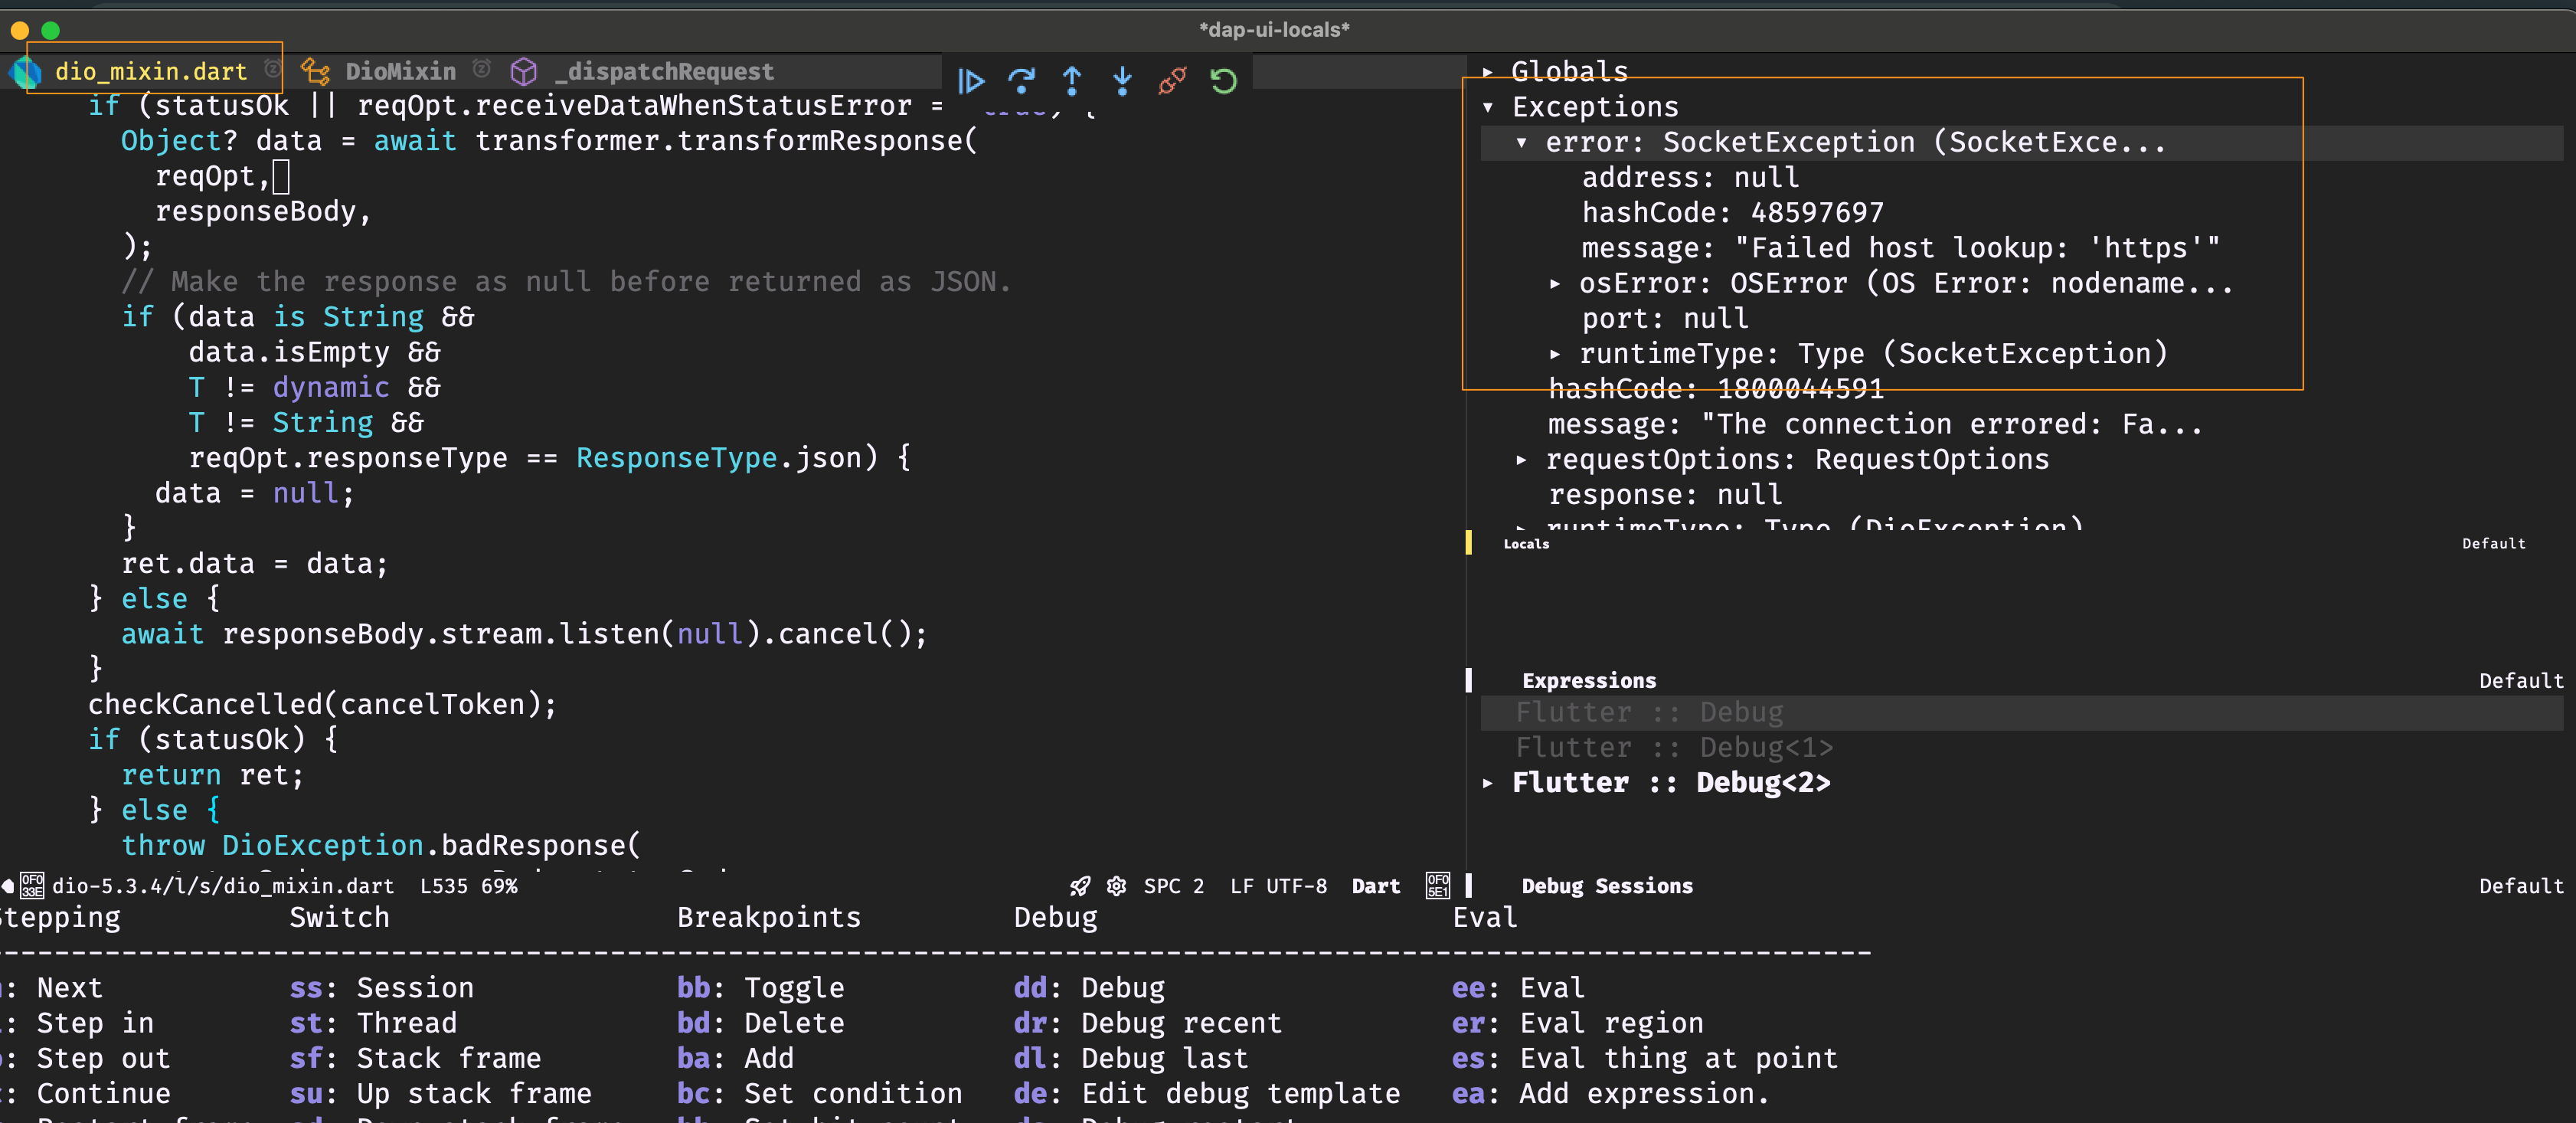 *dap-ui-locals*
dio_mixin.dart DioMixin _dispatchRequest
if (statusOk || reqOpt.receiveDataWhenStatusError = true) {
Object? data = await transformer.transformResponse(
reqOpt,
responseBody,
);
// Make the response as null before returned as JSON.
if (data is String &&
data.isEmpty &&
T != dynamic &&
T != String &&
reqOpt.responseType == ResponseType.json) {
data = null;
}
ret.data = data;
} else {
await responseBody.stream.listen(null).cancel();
}
checkCancelled(cancelToken);
if (statusOk) {
return ret;
} else {
throw DioException.badResponse(
dio-5.3.4/l/s/dio_mixin.dart L535 69% SPC 2 LF UTF-8 Dart
Globals
Exceptions
error: SocketException (SocketExce...
address: null
hashCode: 48597697
message: "Failed host lookup: 'https'"
osError: OSError (OS Error: nodename...
port: null
runtimeType: Type (SocketException)
hashCode: 1800044591
message: "The connection errored: Fa...
requestOptions: RequestOptions
response: null
runtimeType: Type (DioException)
Locals Default
Expressions Default
Flutter :: Debug
Flutter :: Debug<1>
Flutter :: Debug<2>
Debug Sessions Default
Stepping Switch Breakpoints Debug Eval
--------------------------------------------------------------------------------
: Next ss: Session bb: Toggle dd: Debug ee: Eval
: Step in st: Thread bd: Delete dr: Debug recent er: Eval region
: Step out sf: Stack frame ba: Add dl: Debug last es: Eval thing at point
: Continue su: Up stack frame bc: Set condition de: Edit debug template ea: Add expression.